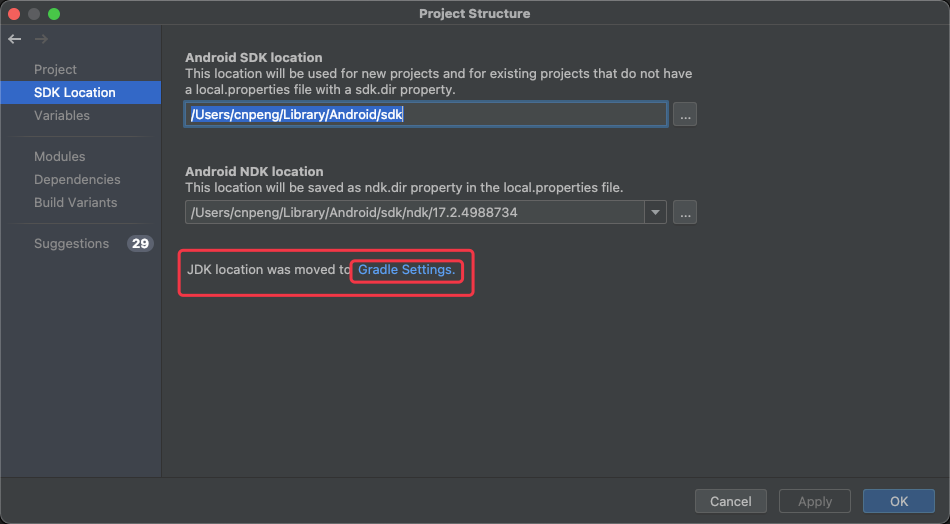 Project Structure
Project
SDK Location
Variables
Modules
Dependencies
Build Variants
Suggestions 29
Android SDK location
This location will be used for new projects and for existing projects that do not have
a local.properties file with a sdk.dir property.
/Users/cnpeng/Library/Android/sdk
...
Android NDK location
This location will be saved as ndk.dir property in the local.properties file.
/Users/cnpeng/Library/Android/sdk/ndk/17.2.4988734
...
JDK location was moved to Gradle Settings.
Cancel Apply OK